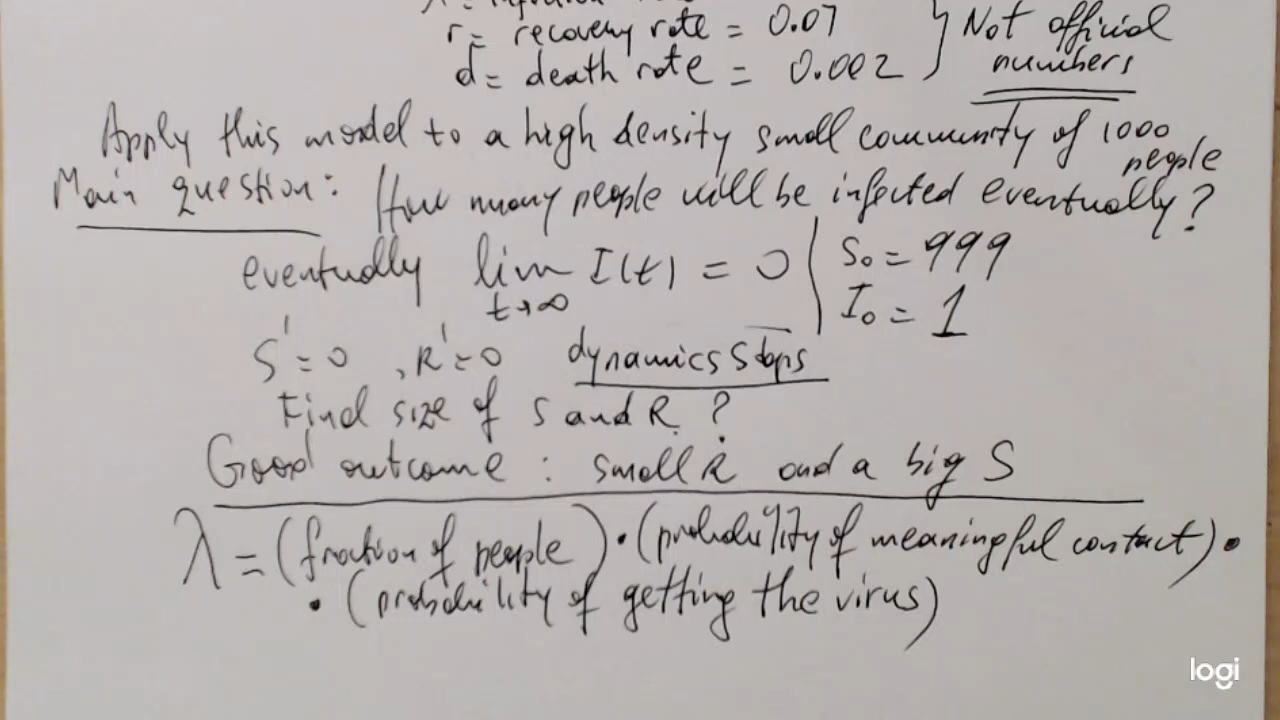 r = recovery rate = 0.07
d = death rate = 0.002 } Not official numbers
Apply this model to a high density small community of 1000 people
Main question: How many people will be infected eventually?
eventually lim t→∞ I(t) = 0 | S₀ = 999
I₀ = 1
S' = 0 , R' = 0 dynamics stops
Find size of S and R ?
Good outcome : small R and a big S
λ = (fraction of people) · (probability of meaningful contact) ·
· (probability of getting the virus)
logi